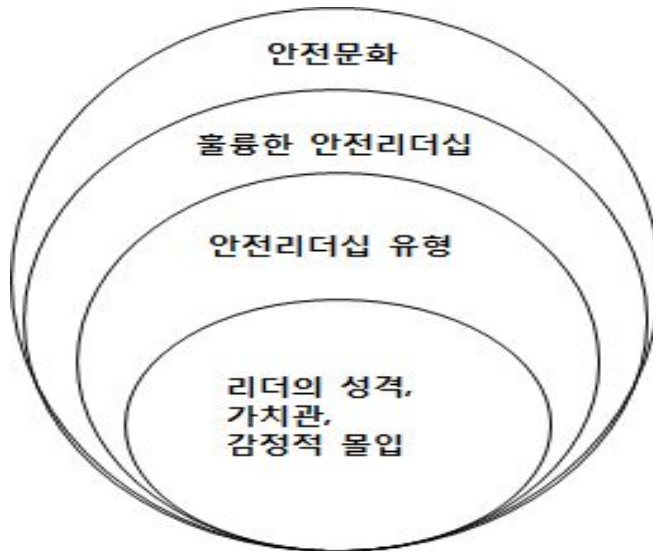 안전문화
훌륭한 안전리더십
안전리더십 유형
리더의 성격,
가치관,
감정적 몰입